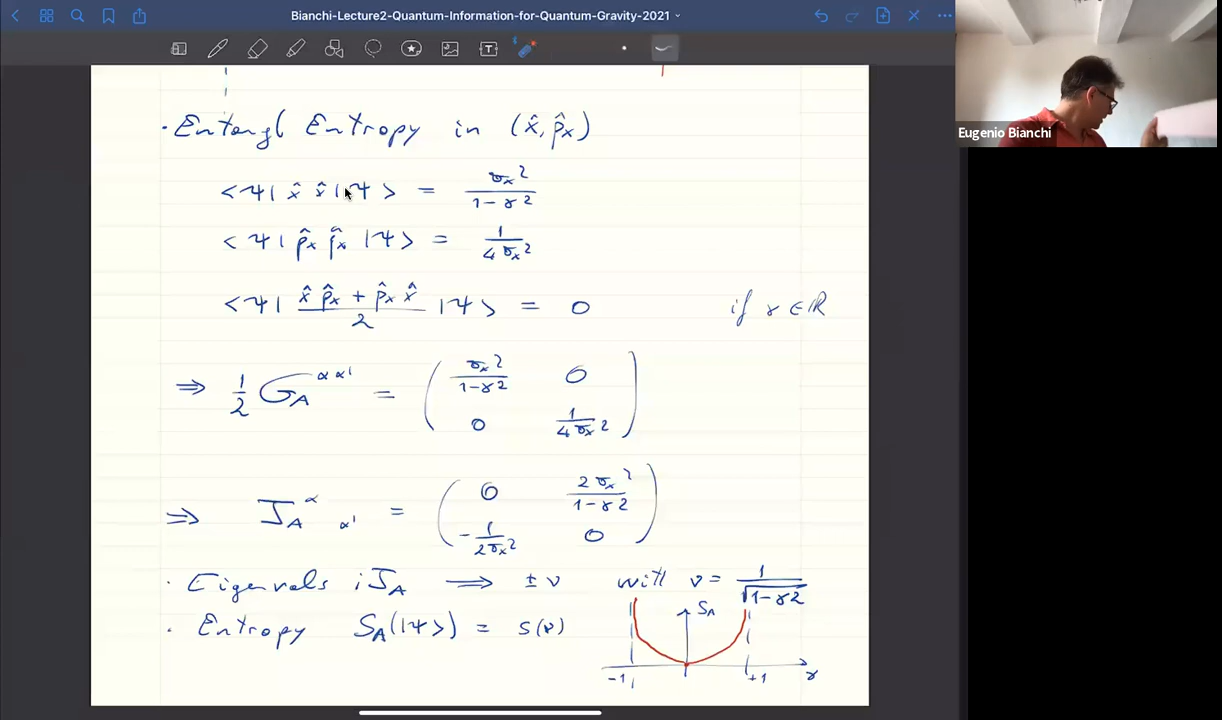 Bianchi-Lecture2-Quantum-Information-for-Quantum-Gravity-2021
Eugenio Bianchi
• Entangl Entropy in (x̂, p̂ₓ)
<ψ| x̂ x̂ |ψ> = σₓ² / (1-γ²)
<ψ| p̂ₓ p̂ₓ |ψ> = 1 / (4σₓ²)
<ψ| (x̂ p̂ₓ + p̂ₓ x̂) / 2 |ψ> = 0 if γ ∈ ℝ
⇒ 1/2 G_A^{αα'} = ( σₓ²/(1-γ²) 0
0 1/(4σₓ²) )
⇒ J_A^α_α' = ( 0 2σₓ²/(1-γ²)
-1/(2σₓ²) 0 )
• Eigenvals iJ_A ⟹ ±ν with ν = 1/√(1-γ²)
• Entropy S_A(|ψ>) = s(ν)
S_A
-1 +1 γ